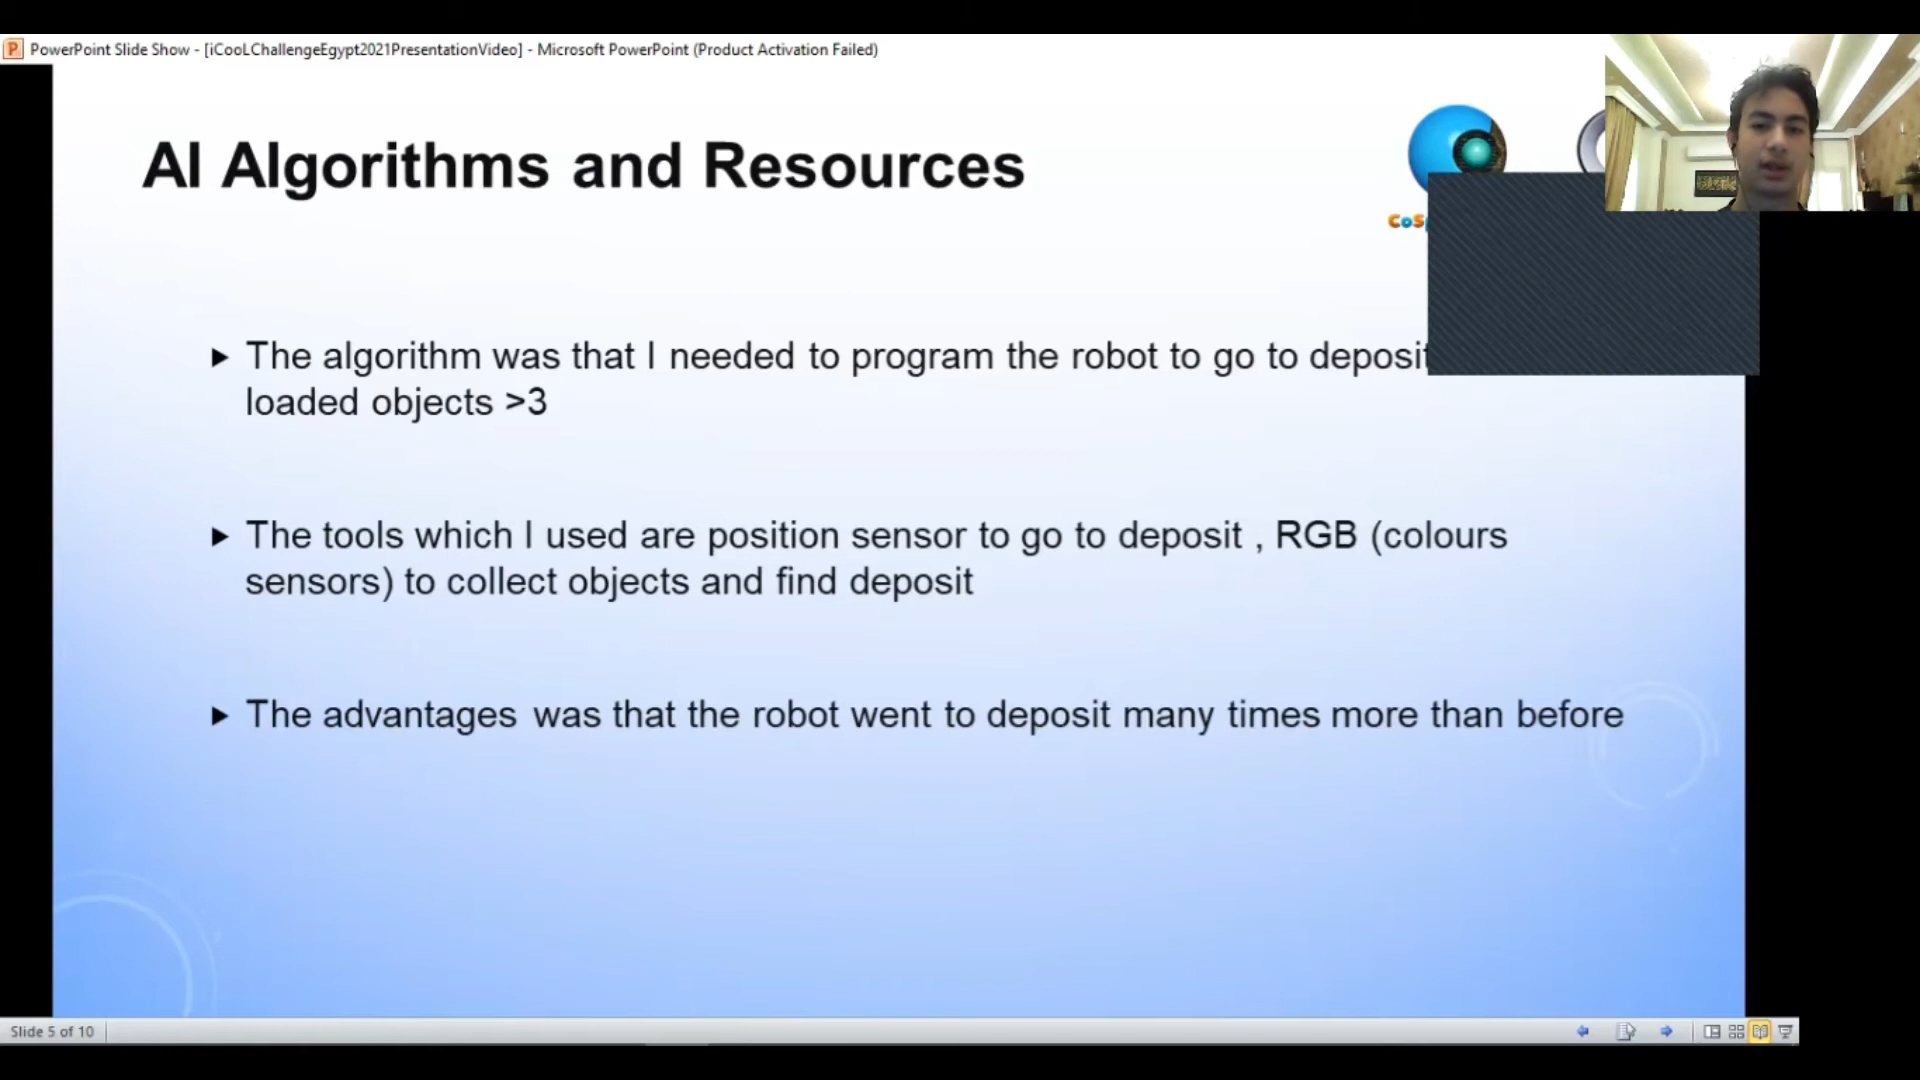 PowerPoint Slide Show - [iCooLChallengeEgypt2021PresentationVideo] - Microsoft PowerPoint (Product Activation Failed)
AI Algorithms and Resources
CoS
The algorithm was that I needed to program the robot to go to deposit
loaded objects >3
The tools which I used are position sensor to go to deposit , RGB (colours
sensors) to collect objects and find deposit
The advantages was that the robot went to deposit many times more than before
Slide 5 of 10